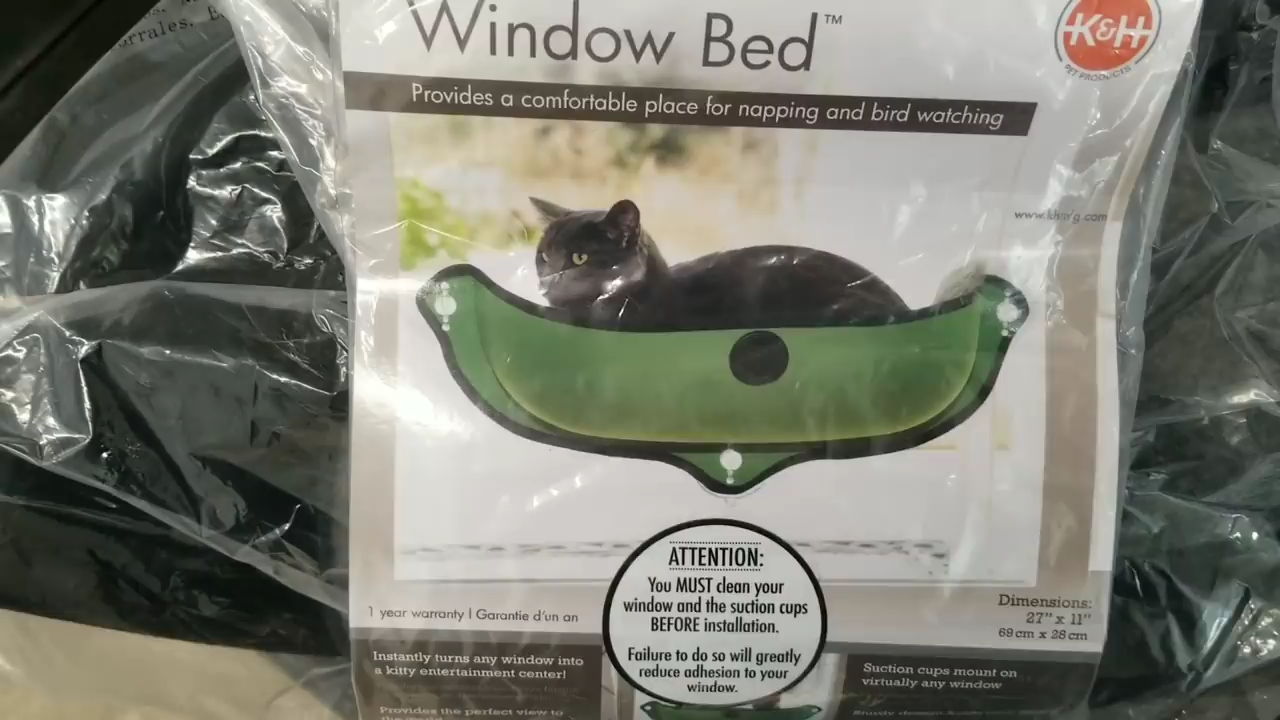 orrales.
Window Bed™
K&H
PET PRODUCTS
Provides a comfortable place for napping and bird watching
ATTENTION:
You MUST clean your
window and the suction cups
BEFORE installation.
Failure to do so will greatly
reduce adhesion to your
window.
1 year warranty | Garantie d'un an
Dimensions:
27" x 11"
69 cm x 28 cm
Instantly turns any window into
a kitty entertainment center!
Provides the perfect view to
Suction cups mount on
virtually any window